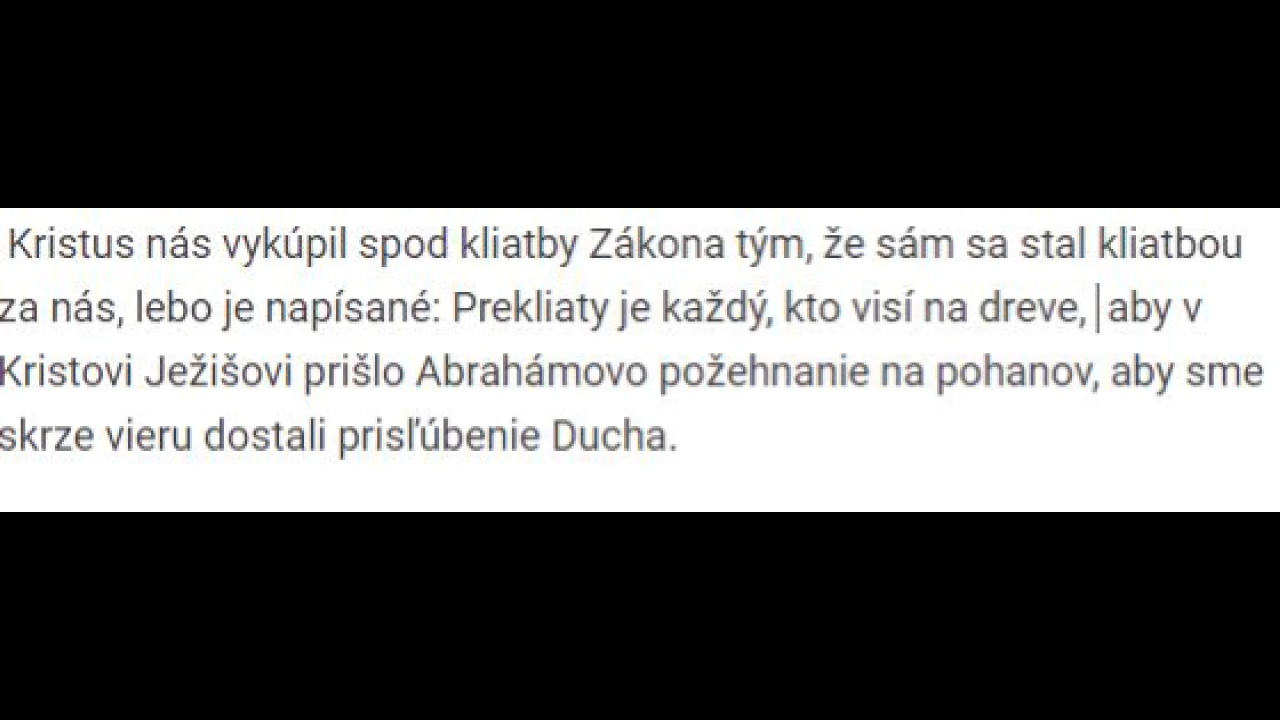 Kristus nás vykúpil spod kliatby Zákona tým, že sám sa stal kliatbou
za nás, lebo je napísané: Prekliaty je každý, kto visí na dreve, aby v
Kristovi Ježišovi prišlo Abrahámovo požehnanie na pohanov, aby sme
skrze vieru dostali prisľúbenie Ducha.